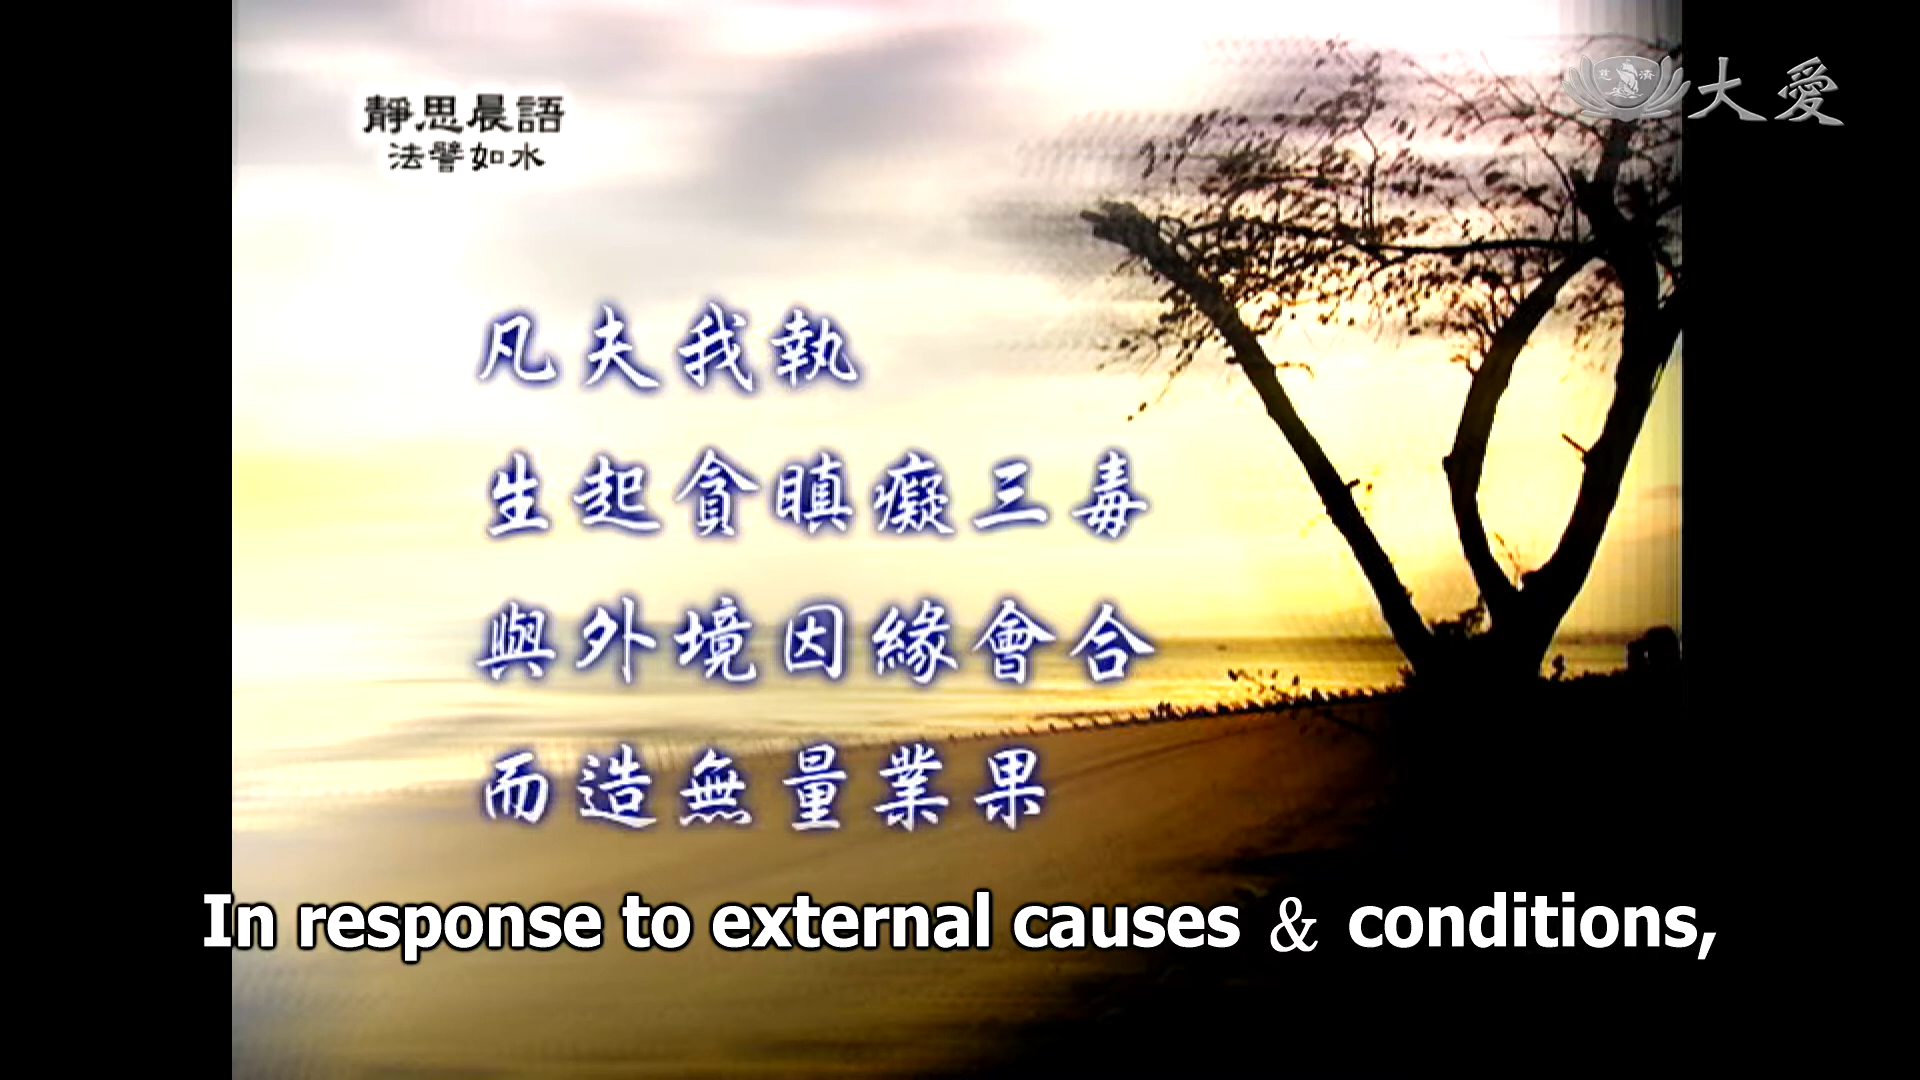 靜思晨語
法譬如水
慈濟
大愛
凡夫我執
生起貪瞋癡三毒
與外境因緣會合
而造無量業果
In response to external causes & conditions,